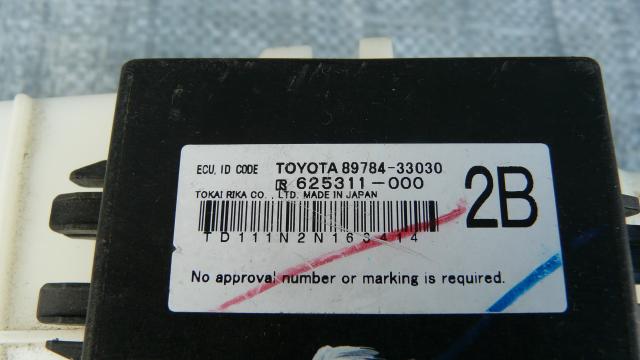 ECU, ID CODE TOYOTA 89784-33030
R 625311-000
2B
TOKAI RIKA CO., LTD. MADE IN JAPAN
TD111N2N163414
No approval number or marking is required.